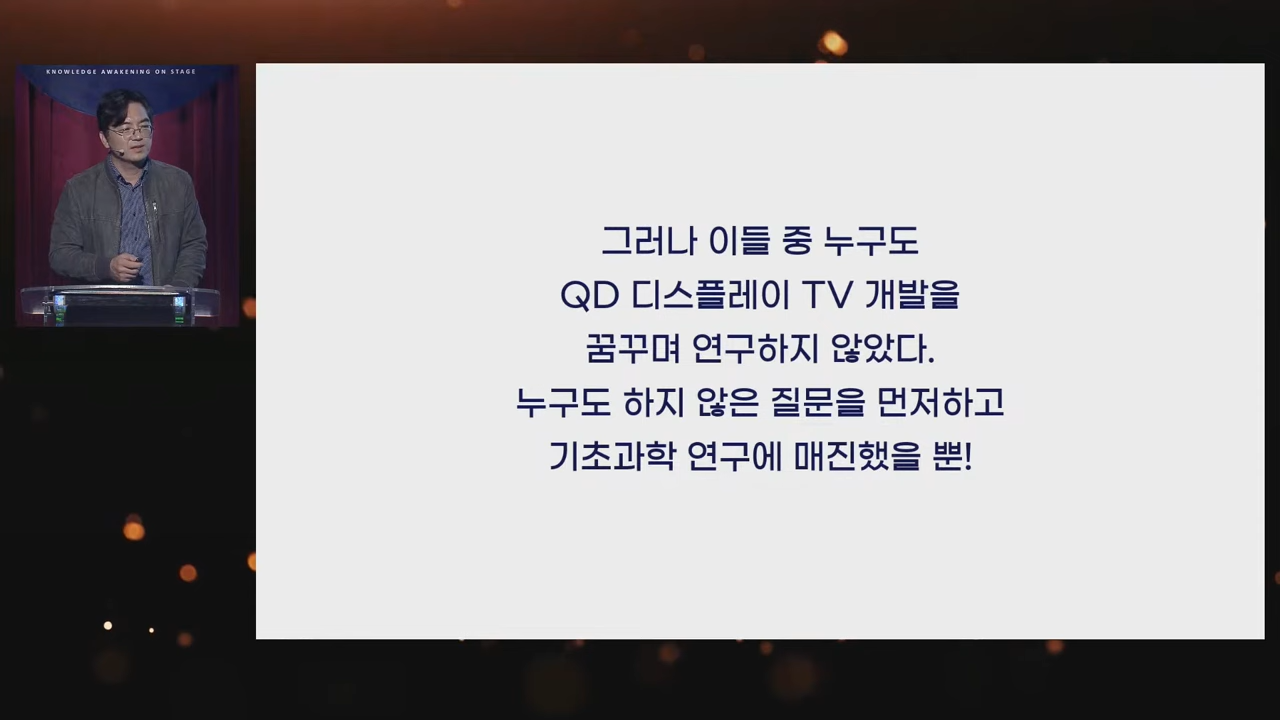 KNOWLEDGE AWAKENING ON STAGE
그러나 이들 중 누구도
QD 디스플레이 TV 개발을
꿈꾸며 연구하지 않았다.
누구도 하지 않은 질문을 먼저하고
기초과학 연구에 매진했을 뿐!